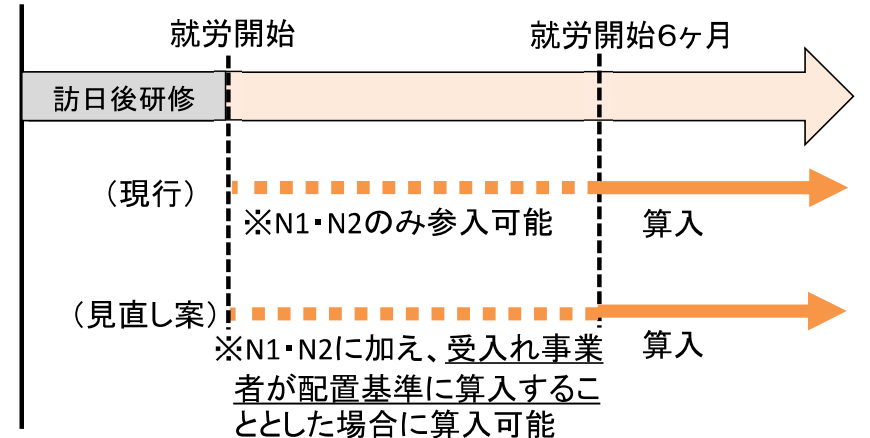 就労開始
就労開始6ヶ月
訪日後研修
（現行）
※N1・N2のみ参入可能
算入
（見直し案）
※N1・N2に加え、受入れ事業
者が配置基準に算入するこ
ととした場合に算入可能
算入